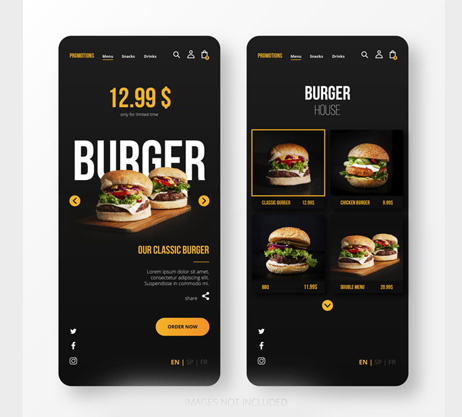 PROMOTIONS Menu Snacks Drinks
12.99 $
only for limited time
BURGER
OUR CLASSIC BURGER
Lorem ipsum dolor sit amet,
consectetur adipiscing elit.
Suspendisse in commodo mi.
share
ORDER NOW
EN | SP | FR
PROMOTIONS Menu Snacks Drinks
BURGER
HOUSE
CLASSIC BURGER 12.99$
CHICKEN BURGER 9.99$
BBQ 11.99$
DOUBLE MENU 20.99$
EN | SP | FR
IMAGES NOT INCLUDED